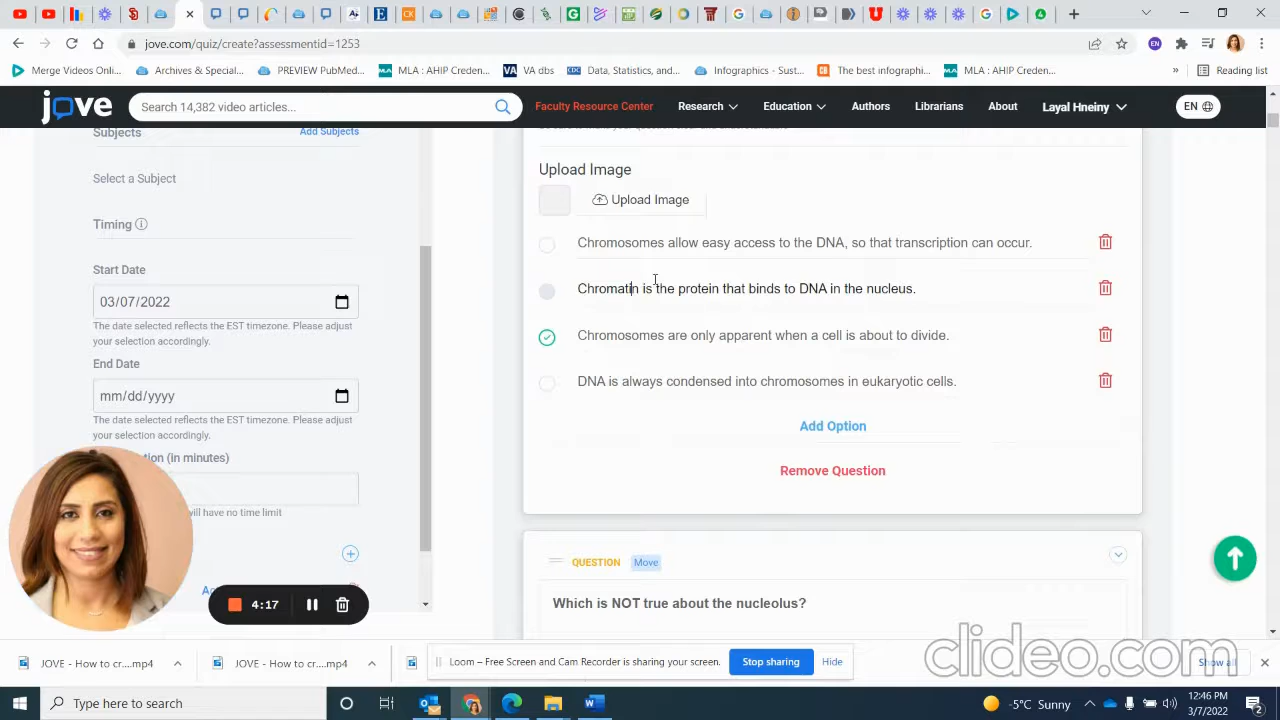 jove.com/quiz/create?assessmentid=1253
EN
Merge Videos Onl...
Archives & Special...
PREVIEW PubMed...
MLA : AHIP Creden...
VA dbs
Data, Statistics, and...
Infographics - Sust...
The best infographi...
MLA : AHIP Creden...
»
Reading list
jove
Search 14,382 video articles...
Faculty Resource Center
Research
Education
Authors
Librarians
About
Layal Hneiny
EN
Subjects
Add Subjects
Select a Subject
Timing
Start Date
03/07/2022
The date selected reflects the EST timezone. Please adjust
your selection accordingly.
End Date
mm/dd/yyyy
The date selected reflects the EST timezone. Please adjust
your selection accordingly.
(in minutes)
will have no time limit
4:17
Upload Image
Upload Image
Chromosomes allow easy access to the DNA, so that transcription can occur.
Chromatin is the protein that binds to DNA in the nucleus.
Chromosomes are only apparent when a cell is about to divide.
DNA is always condensed into chromosomes in eukaryotic cells.
Add Option
Remove Question
QUESTION
Move
Which is NOT true about the nucleolus?
JOVE - How to cr....mp4
JOVE - How to cr....mp4
Loom – Free Screen and Cam Recorder is sharing your screen.
Stop sharing
Hide
Show all
clideo.com
Type here to search
-5°C Sunny
12:46 PM
3/7/2022
2